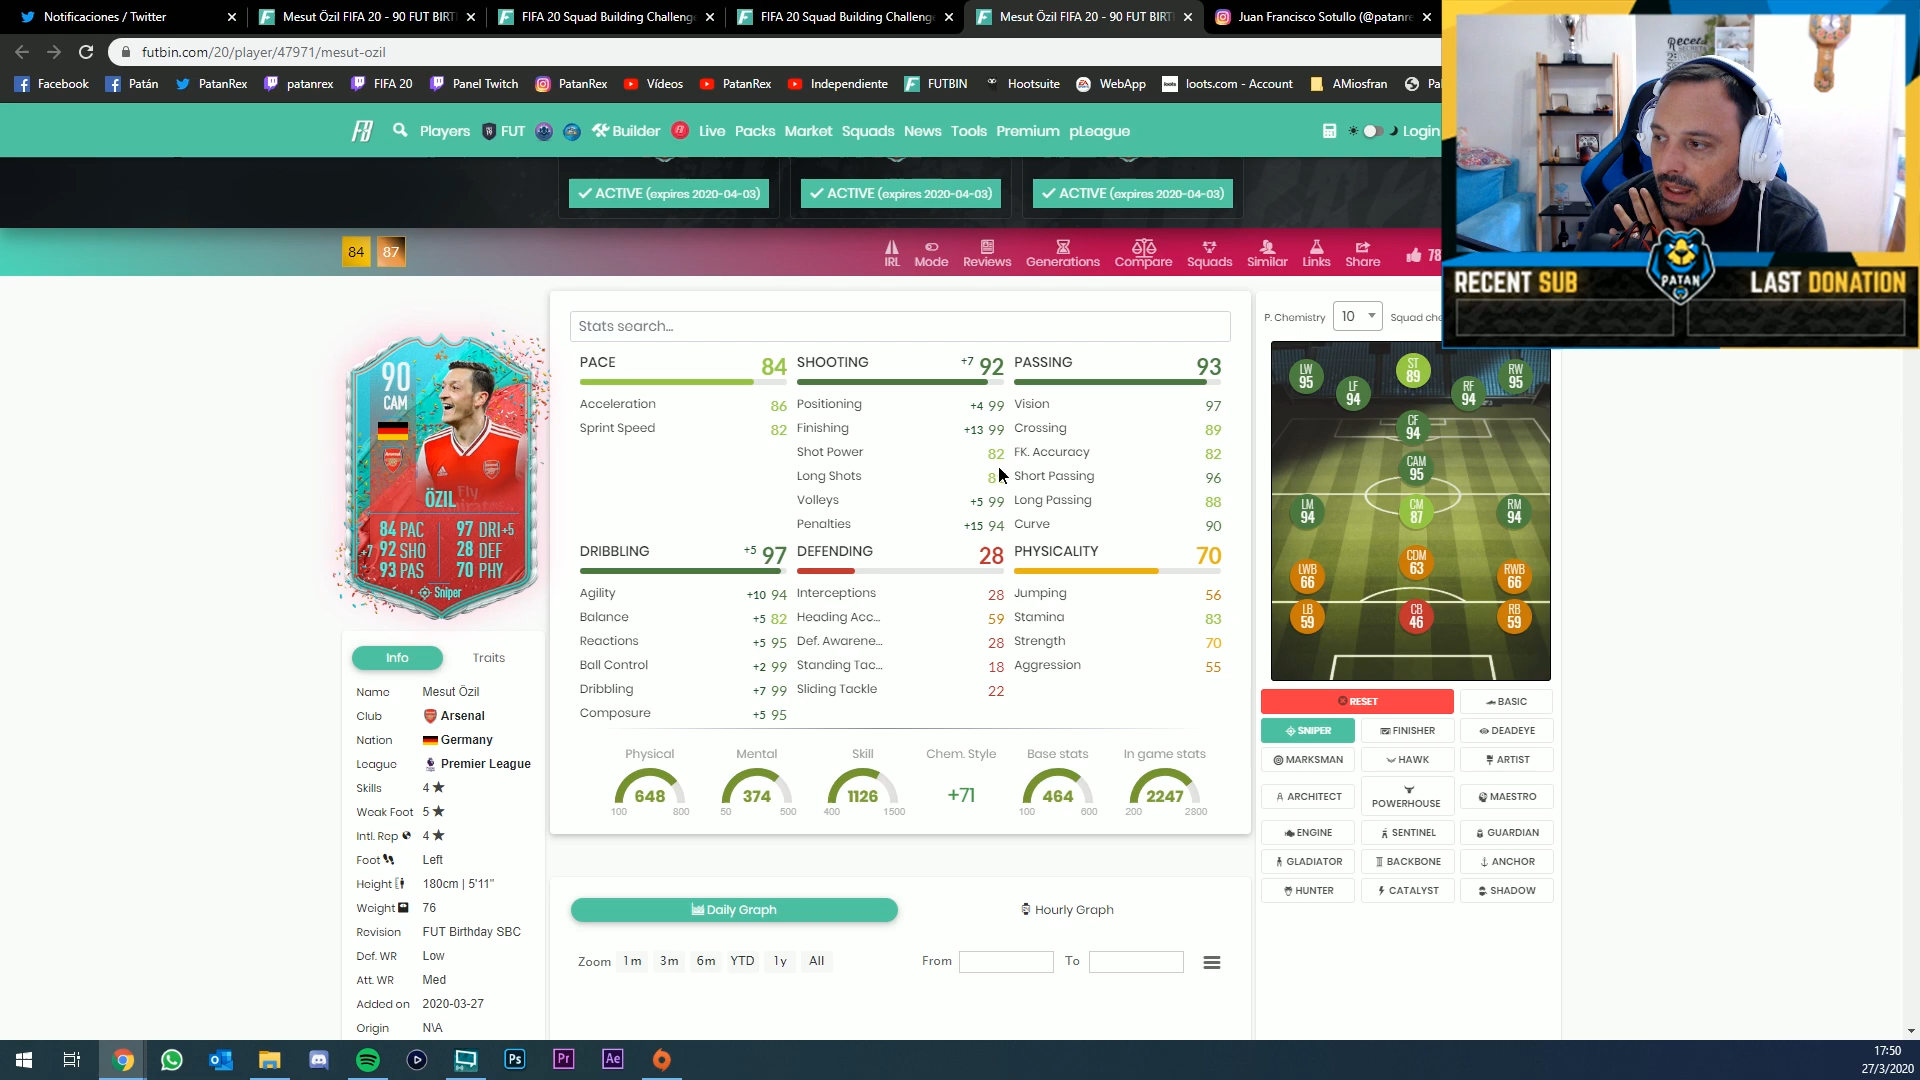 Notificaciones / Twitter
Mesut Özil FIFA 20 - 90 FUT BIRT
FIFA 20 Squad Building Challeng
FIFA 20 Squad Building Challeng
Mesut Özil FIFA 20 - 90 FUT BIRT
Juan Francisco Sotullo (@patanre
futbin.com/20/player/47971/mesut-ozil
Facebook
Patán
PatanRex
patanrex
FIFA 20
Panel Twitch
PatanRex
Vídeos
PatanRex
Independiente
FUTBIN
Hootsuite
WebApp
loots.com - Account
AMiosfran
Players FUT Builder Live Packs Market Squads News Tools Premium pLeague Login
ACTIVE (expires 2020-04-03)
ACTIVE (expires 2020-04-03)
ACTIVE (expires 2020-04-03)
RECENT SUB
PATAN
LAST DONATION
84 87
IRL Mode Reviews Generations Compare Squads Similar Links Share 78
P. Chemistry 10 Squad che
Stats search...
90
CAM
Fly
Emirates
ÖZIL
84 PAC 97 DRI+5
+7 92 SHO 28 DEF
93 PAS 70 PHY
Sniper
PACE 84
Acceleration 86
Sprint Speed 82
SHOOTING +7 92
Positioning +4 99
Finishing +13 99
Shot Power 82
Long Shots 8
Volleys +5 99
Penalties +15 94
PASSING 93
Vision 97
Crossing 89
FK. Accuracy 82
Short Passing 96
Long Passing 88
Curve 90
DRIBBLING +5 97
Agility +10 94
Balance +5 82
Reactions +5 95
Ball Control +2 99
Dribbling +7 99
Composure +5 95
DEFENDING 28
Interceptions 28
Heading Acc... 59
Def. Awarene... 28
Standing Tac... 18
Sliding Tackle 22
PHYSICALITY 70
Jumping 56
Stamina 83
Strength 70
Aggression 55
Physical 648 100 800
Mental 374 50 500
Skill 1126 400 1500
Chem. Style +71
Base stats 464 100 600
In game stats 2247 200 2800
LW 95
LF 94
ST 89
RF 94
RW 95
CF 94
CAM 95
LM 94
CM 87
RM 94
CDM 63
LWB 66
RWB 66
LB 59
CB 46
RB 59
RESET BASIC
SNIPER FINISHER DEADEYE
MARKSMAN HAWK ARTIST
ARCHITECT POWERHOUSE MAESTRO
ENGINE SENTINEL GUARDIAN
GLADIATOR BACKBONE ANCHOR
HUNTER CATALYST SHADOW
Info Traits
Name Mesut Özil
Club Arsenal
Nation Germany
League Premier League
Skills 4
Weak Foot 5
Intl. Rep 4
Foot Left
Height 180cm | 5'11"
Weight 76
Revision FUT Birthday SBC
Def. WR Low
Att. WR Med
Added on 2020-03-27
Origin N\A
Daily Graph Hourly Graph
Zoom 1m 3m 6m YTD 1y All From To
Ps Pr Ae
17:50
27/3/2020